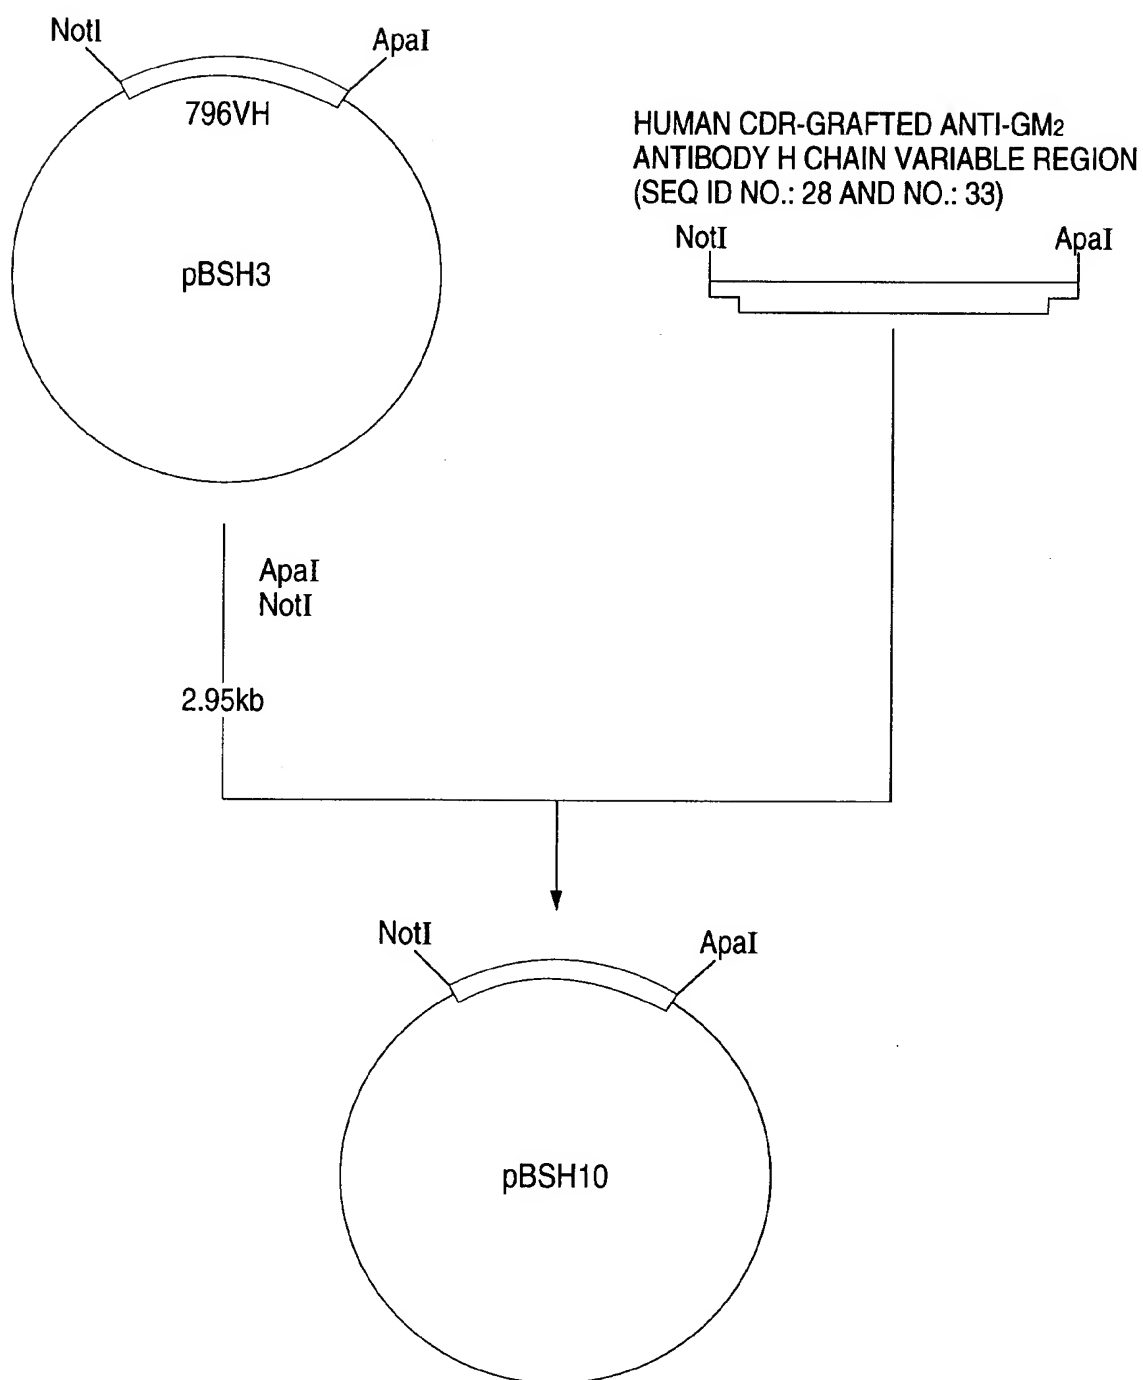 NotI
ApaI
796VH
pBSH3
HUMAN CDR-GRAFTED ANTI-GM2
ANTIBODY H CHAIN VARIABLE REGION
(SEQ ID NO.: 28 AND NO.: 33)
NotI
ApaI
ApaI
NotI
2.95kb
NotI
ApaI
pBSH10